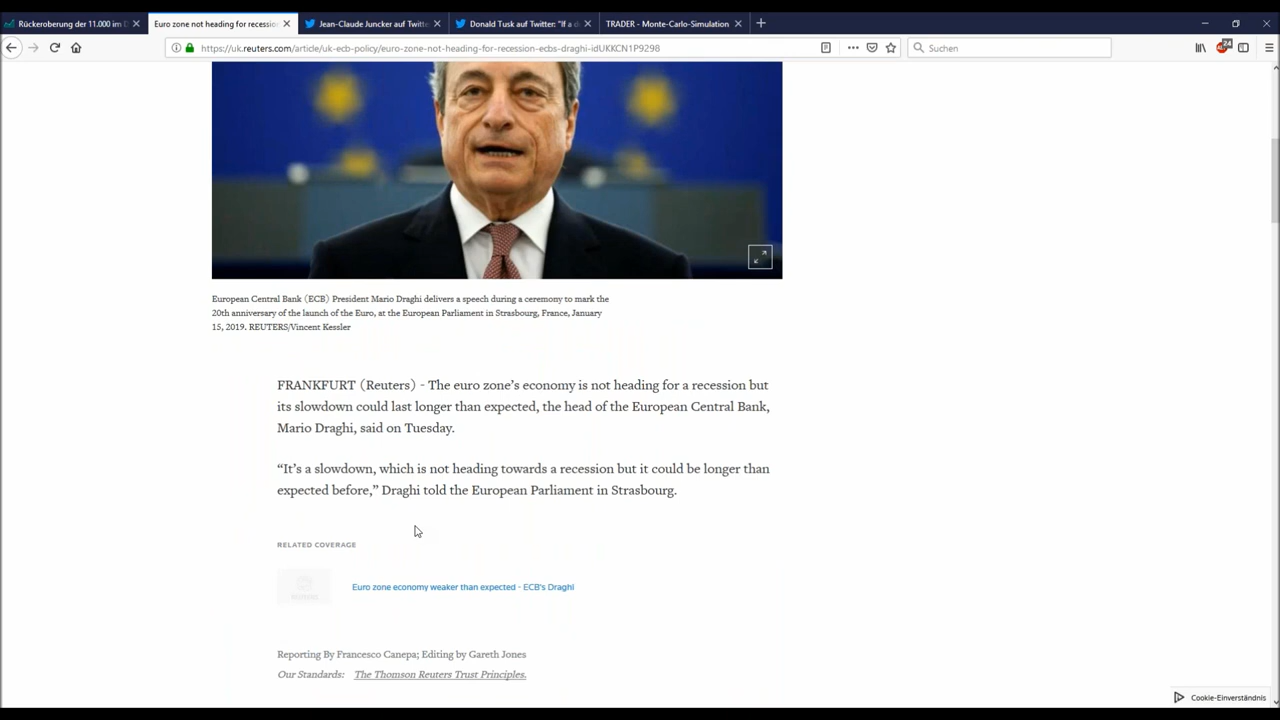 Rückeroberung der 11.000 im D
Euro zone not heading for recession
Jean-Claude Juncker auf Twitte
Donald Tusk auf Twitter: "If a d
TRADER - Monte-Carlo-Simulation
https://uk.reuters.com/article/uk-ecb-policy/euro-zone-not-heading-for-recession-ecbs-draghi-idUKKCN1P9298
Suchen
24
European Central Bank (ECB) President Mario Draghi delivers a speech during a ceremony to mark the
20th anniversary of the launch of the Euro, at the European Parliament in Strasbourg, France, January
15, 2019. REUTERS/Vincent Kessler
FRANKFURT (Reuters) - The euro zone’s economy is not heading for a recession but
its slowdown could last longer than expected, the head of the European Central Bank,
Mario Draghi, said on Tuesday.
“It’s a slowdown, which is not heading towards a recession but it could be longer than
expected before,” Draghi told the European Parliament in Strasbourg.
RELATED COVERAGE
Euro zone economy weaker than expected - ECB's Draghi
Reporting By Francesco Canepa; Editing by Gareth Jones
Our Standards: The Thomson Reuters Trust Principles.
Cookie-Einverständnis